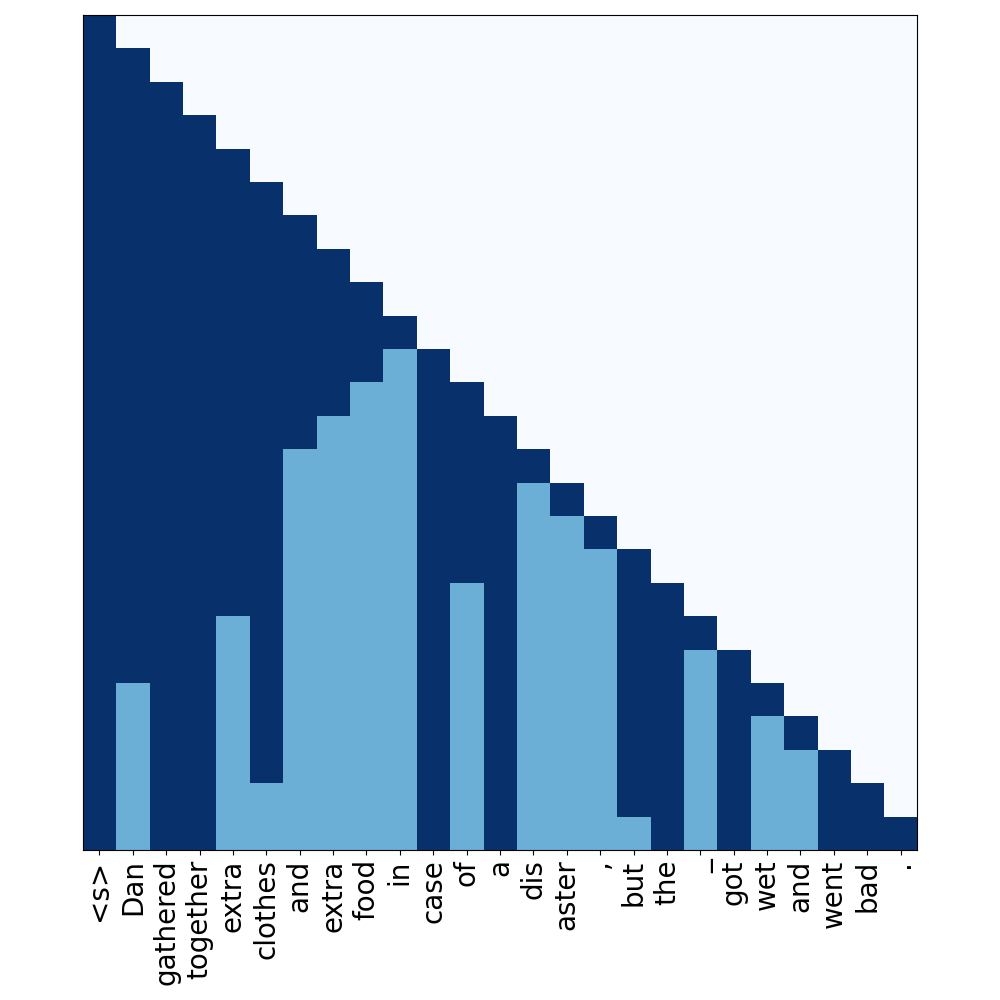 <s>
Dan
gathered
together
extra
clothes
and
extra
food
in
case
of
a
dis
aster
,
but
the
_
got
wet
and
went
bad
.